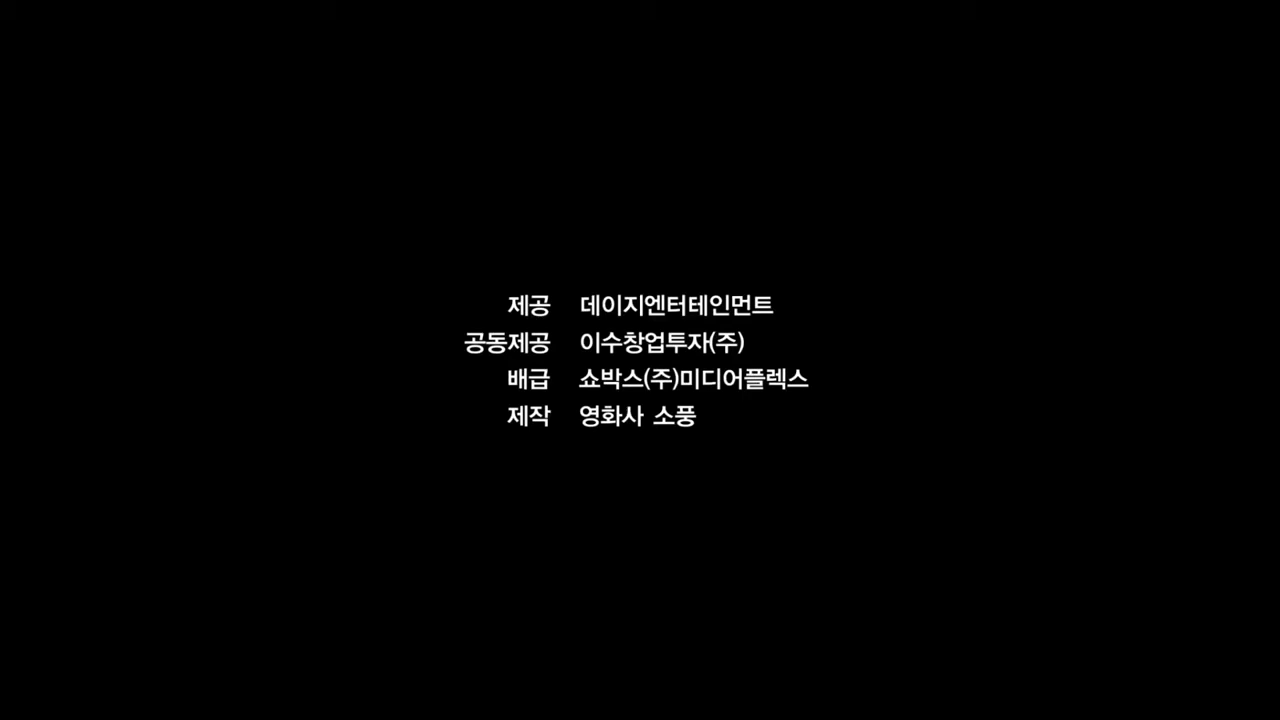 제공 데이지엔터테인먼트
공동제공 이수창업투자(주)
배급 쇼박스(주)미디어플렉스
제작 영화사 소풍